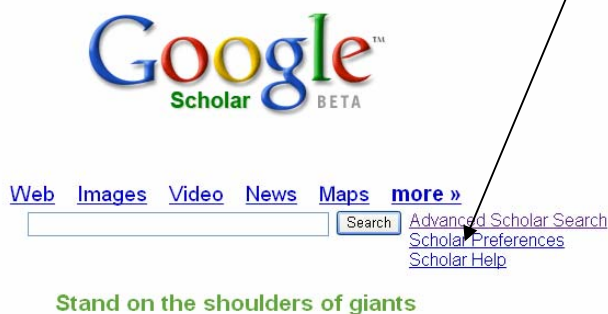 Google™
Scholar BETA
Web Images Video News Maps more »
Search Advanced Scholar Search
Scholar Preferences
Scholar Help
Stand on the shoulders of giants